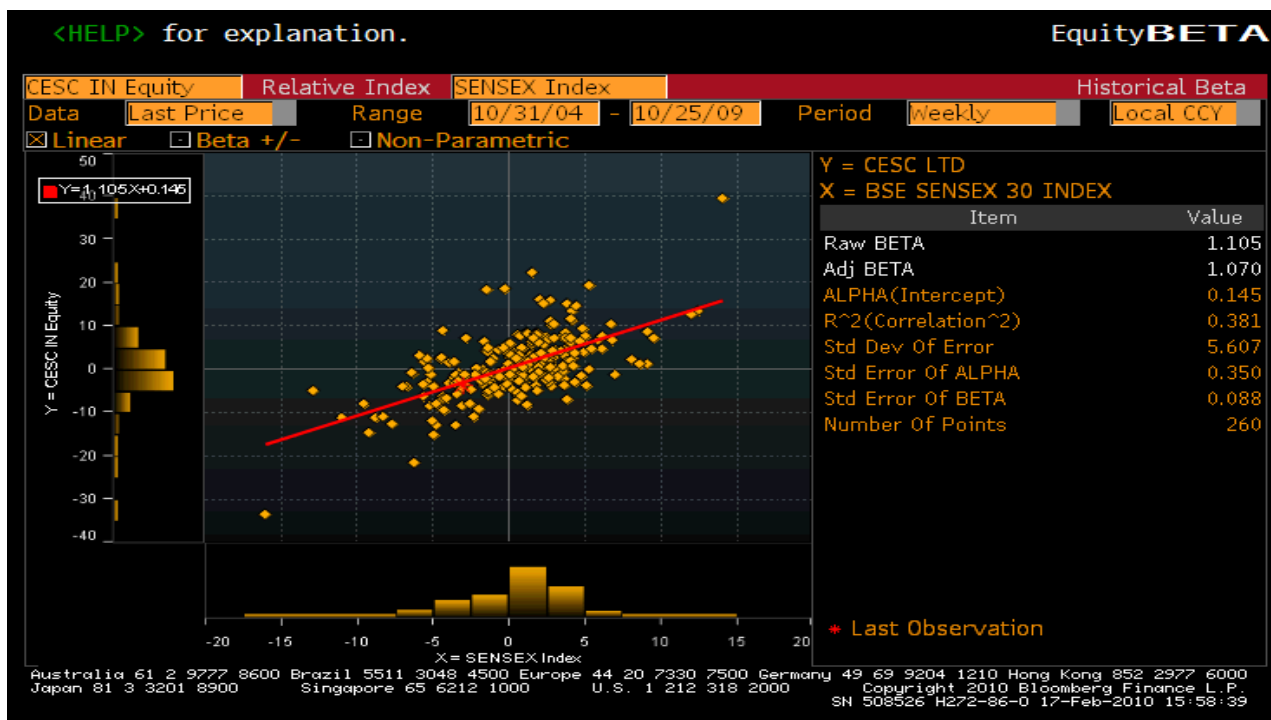 <HELP> for explanation. EquityBETA
CESC IN Equity Relative Index SENSEX Index Historical Beta
Data Last Price Range 10/31/04 - 10/25/09 Period Weekly Local CCY
Linear Beta +/- Non-Parametric
Y=1.105X+0.145
50
40
30
20
10
0
-10
-20
-30
-40
Y = CESC IN Equity
-20 -15 -10 -5 0 5 10 15 20
X = SENSEX Index
Y = CESC LTD
X = BSE SENSEX 30 INDEX
Item Value
Raw BETA 1.105
Adj BETA 1.070
ALPHA(Intercept) 0.145
R^2(Correlation^2) 0.381
Std Dev Of Error 5.607
Std Error Of ALPHA 0.350
Std Error Of BETA 0.088
Number Of Points 260
* Last Observation
Australia 61 2 9777 8600 Brazil 5511 3048 4500 Europe 44 20 7330 7500 Germany 49 69 9204 1210 Hong Kong 852 2977 6000
Japan 81 3 3201 8900 Singapore 65 6212 1000 U.S. 1 212 318 2000 Copyright 2010 Bloomberg Finance L.P.
SN 508526 H272-86-0 17-Feb-2010 15:58:39